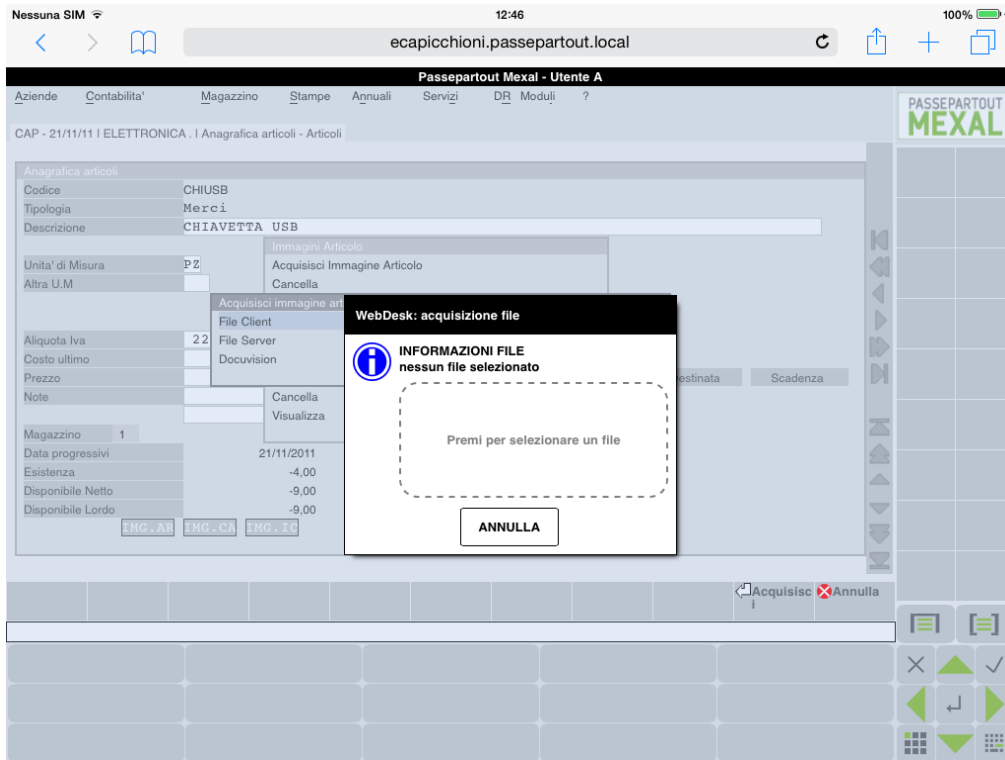 Nessuna SIM 12:46 100%
ecapicchioni.passepartout.local
Passepartout Mexal - Utente A
Aziende Contabilita' Magazzino Stampe Annuali Servizi DR Moduli ?
PASSEPARTOUT
MEXAL
CAP - 21/11/11 | ELETTRONICA . | Anagrafica articoli - Articoli
Anagrafica articoli
Codice CHIUSB
Tipologia Merci
Descrizione CHIAVETTA USB
Immagini Articolo
Unita' di Misura PZ Acquisisci Immagine Articolo
Altra U.M Cancella
Acquisisci immagine art
WebDesk: acquisizione file
File Client
Aliquota Iva 22 File Server
INFORMAZIONI FILE
Costo ultimo Docuvision
nessun file selezionato
Prezzo estinata Scadenza
Note Cancella
Visualizza
Premi per selezionare un file
Magazzino 1
Data progressivi 21/11/2011
Esistenza -4,00
Disponibile Netto -9,00
Disponibile Lordo -9,00
IMG.AR IMG.CA IMG.IC
ANNULLA
Acquisisc Annulla
i